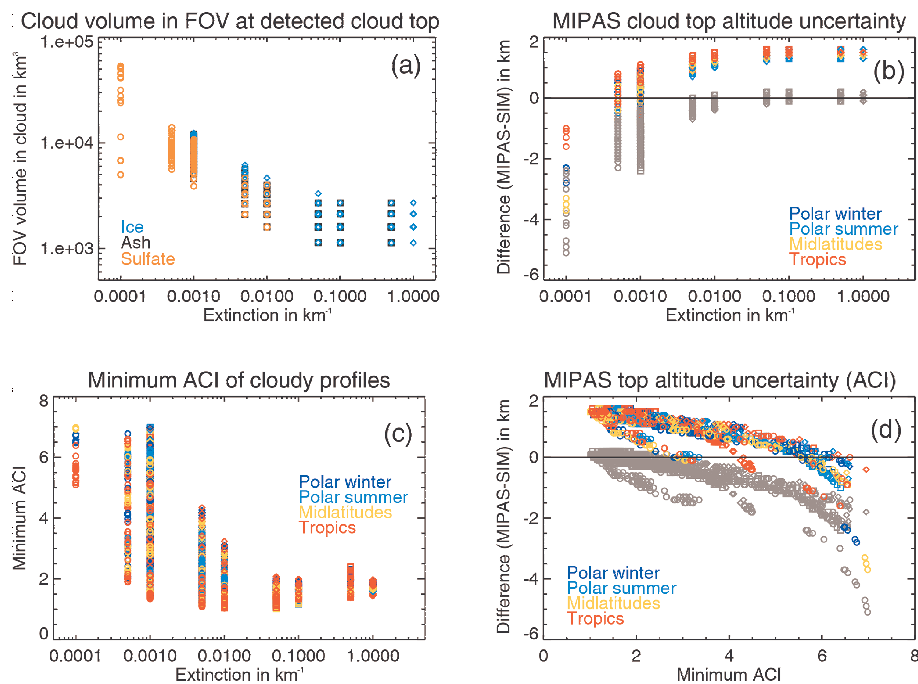 Cloud volume in FOV at detected cloud top
1.e+05
1.e+04
1.e+03
FOV volume in cloud in km³
(a)
Ice
Ash
Sulfate
0.0001 0.0010 0.0100 0.1000 1.0000
Extinction in km⁻¹
MIPAS cloud top altitude uncertainty
2
0
-2
-4
-6
Difference (MIPAS-SIM) in km
(b)
Polar winter
Polar summer
Midlatitudes
Tropics
0.0001 0.0010 0.0100 0.1000 1.0000
Extinction in km⁻¹
Minimum ACI of cloudy profiles
8
6
4
2
0
Minimum ACI
(c)
Polar winter
Polar summer
Midlatitudes
Tropics
0.0001 0.0010 0.0100 0.1000 1.0000
Extinction in km⁻¹
MIPAS top altitude uncertainty (ACI)
2
0
-2
-4
-6
Difference (MIPAS-SIM) in km
(d)
Polar winter
Polar summer
Midlatitudes
Tropics
0 2 4 6 8
Minimum ACI